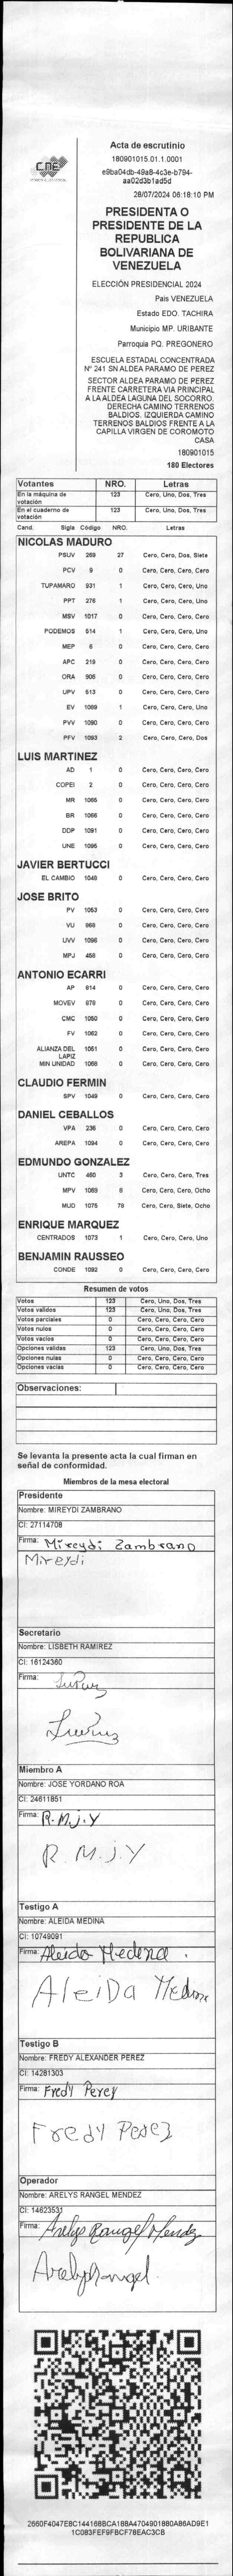 CNE
Acta de escrutinio
180901015.01.1.0001
e9ba04db-49a8-4c3e-b794-
aa02d3b1ad5d
28/07/2024 06:18:10 PM
PRESIDENTA O
PRESIDENTE DE LA
REPUBLICA
BOLIVARIANA DE
VENEZUELA
ELECCIÓN PRESIDENCIAL 2024
Pais VENEZUELA
Estado EDO. TACHIRA
Municipio MP. URIBANTE
Parroquia PQ. PREGONERO
ESCUELA ESTADAL CONCENTRADA
N° 241 SN ALDEA PARAMO DE PEREZ
SECTOR ALDEA PARAMO DE PEREZ
FRENTE CARRETERA VIA PRINCIPAL
A LA ALDEA LAGUNA DEL SOCORRO.
DERECHA CAMINO TERRENOS
BALDIOS. IZQUIERDA CAMINO
TERRENOS BALDIOS FRENTE A LA
CAPILLA VIRGEN DE COROMOTO
CASA
180901015
180 Electores
Votantes NRO. Letras
En la máquina de votación 123 Cero, Uno, Dos, Tres
En el cuaderno de votación 123 Cero, Uno, Dos, Tres
Cand. Sigla Código NRO. Letras
NICOLAS MADURO
PSUV 269 27 Cero, Cero, Dos, Siete
PCV 9 0 Cero, Cero, Cero, Cero
TUPAMARO 931 1 Cero, Cero, Cero, Uno
PPT 276 1 Cero, Cero, Cero, Uno
MSV 1017 0 Cero, Cero, Cero, Cero
PODEMOS 514 1 Cero, Cero, Cero, Uno
MEP 6 0 Cero, Cero, Cero, Cero
APC 219 0 Cero, Cero, Cero, Cero
ORA 906 0 Cero, Cero, Cero, Cero
UPV 513 0 Cero, Cero, Cero, Cero
EV 1089 1 Cero, Cero, Cero, Uno
PVV 1090 0 Cero, Cero, Cero, Cero
PFV 1093 2 Cero, Cero, Cero, Dos
LUIS MARTINEZ
AD 1 0 Cero, Cero, Cero, Cero
COPEI 2 0 Cero, Cero, Cero, Cero
MR 1065 0 Cero, Cero, Cero, Cero
BR 1066 0 Cero, Cero, Cero, Cero
DDP 1091 0 Cero, Cero, Cero, Cero
UNE 1095 0 Cero, Cero, Cero, Cero
JAVIER BERTUCCI
EL CAMBIO 1048 0 Cero, Cero, Cero, Cero
JOSE BRITO
PV 1053 0 Cero, Cero, Cero, Cero
VU 968 0 Cero, Cero, Cero, Cero
UVV 1096 0 Cero, Cero, Cero, Cero
MPJ 458 0 Cero, Cero, Cero, Cero
ANTONIO ECARRI
AP 814 0 Cero, Cero, Cero, Cero
MOVEV 978 0 Cero, Cero, Cero, Cero
CMC 1050 0 Cero, Cero, Cero, Cero
FV 1062 0 Cero, Cero, Cero, Cero
ALIANZA DEL LAPIZ 1051 0 Cero, Cero, Cero, Cero
MIN UNIDAD 1068 0 Cero, Cero, Cero, Cero
CLAUDIO FERMIN
SPV 1049 0 Cero, Cero, Cero, Cero
DANIEL CEBALLOS
VPA 236 0 Cero, Cero, Cero, Cero
AREPA 1094 0 Cero, Cero, Cero, Cero
EDMUNDO GONZALEZ
UNTC 460 3 Cero, Cero, Cero, Tres
MPV 1069 8 Cero, Cero, Cero, Ocho
MUD 1075 78 Cero, Cero, Siete, Ocho
ENRIQUE MARQUEZ
CENTRADOS 1073 1 Cero, Cero, Cero, Uno
BENJAMIN RAUSSEO
CONDE 1092 0 Cero, Cero, Cero, Cero
Resumen de votos
Votos 123 Cero, Uno, Dos, Tres
Votos validos 123 Cero, Uno, Dos, Tres
Votos parciales 0 Cero, Cero, Cero, Cero
Votos nulos 0 Cero, Cero, Cero, Cero
Votos vacios 0 Cero, Cero, Cero, Cero
Opciones validas 123 Cero, Uno, Dos, Tres
Opciones nulas 0 Cero, Cero, Cero, Cero
Opciones vacias 0 Cero, Cero, Cero, Cero
Observaciones:
Se levanta la presente acta la cual firman en
señal de conformidad.
Miembros de la mesa electoral
Presidente
Nombre: MIREYDI ZAMBRANO
CI: 27114708
Firma: Mireydi Zambrano
Mireydi
Secretario
Nombre: LISBETH RAMIREZ
CI: 16124360
Firma:
Miembro A
Nombre: JOSE YORDANO ROA
CI: 24611851
Firma: R.M.J.Y
R.M.J.Y
Testigo A
Nombre: ALEIDA MEDINA
CI: 10749091
Firma: Aleida Medina.
AleiDa Medina
Testigo B
Nombre: FREDY ALEXANDER PEREZ
CI: 14281303
Firma: Fredy Perez
Fredy Perez
Operador
Nombre: ARELYS RANGEL MENDEZ
CI: 14623531
Firma: Arelys Rangel Mendez
Arelys Rangel
2660F4047E8C144168BCA188A4704901880A86AD9E1
1C083FEF9FBCF78EAC3CB